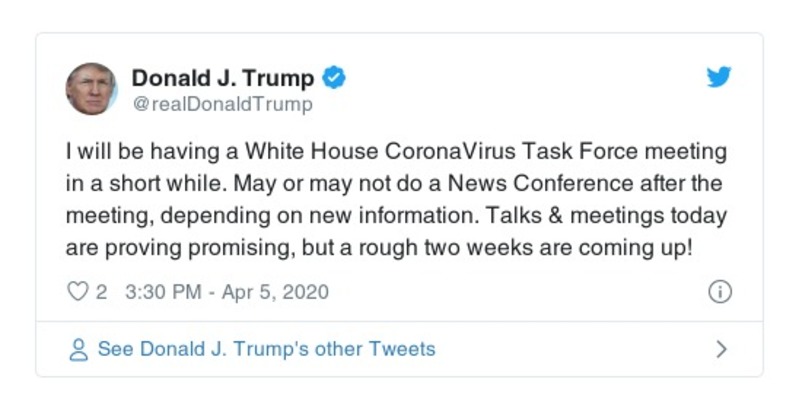 Donald J. Trump
@realDonaldTrump
I will be having a White House CoronaVirus Task Force meeting
in a short while. May or may not do a News Conference after the
meeting, depending on new information. Talks & meetings today
are proving promising, but a rough two weeks are coming up!
2 3:30 PM - Apr 5, 2020
See Donald J. Trump's other Tweets